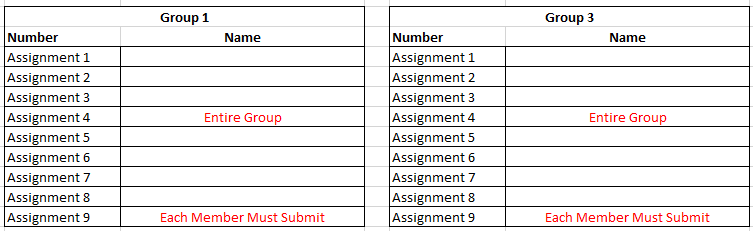 Group 1 Group 3
Number Name Number Name
Assignment 1 Assignment 1
Assignment 2 Assignment 2
Assignment 3 Assignment 3
Assignment 4 Entire Group Assignment 4 Entire Group
Assignment 5 Assignment 5
Assignment 6 Assignment 6
Assignment 7 Assignment 7
Assignment 8 Assignment 8
Assignment 9 Each Member Must Submit Assignment 9 Each Member Must Submit